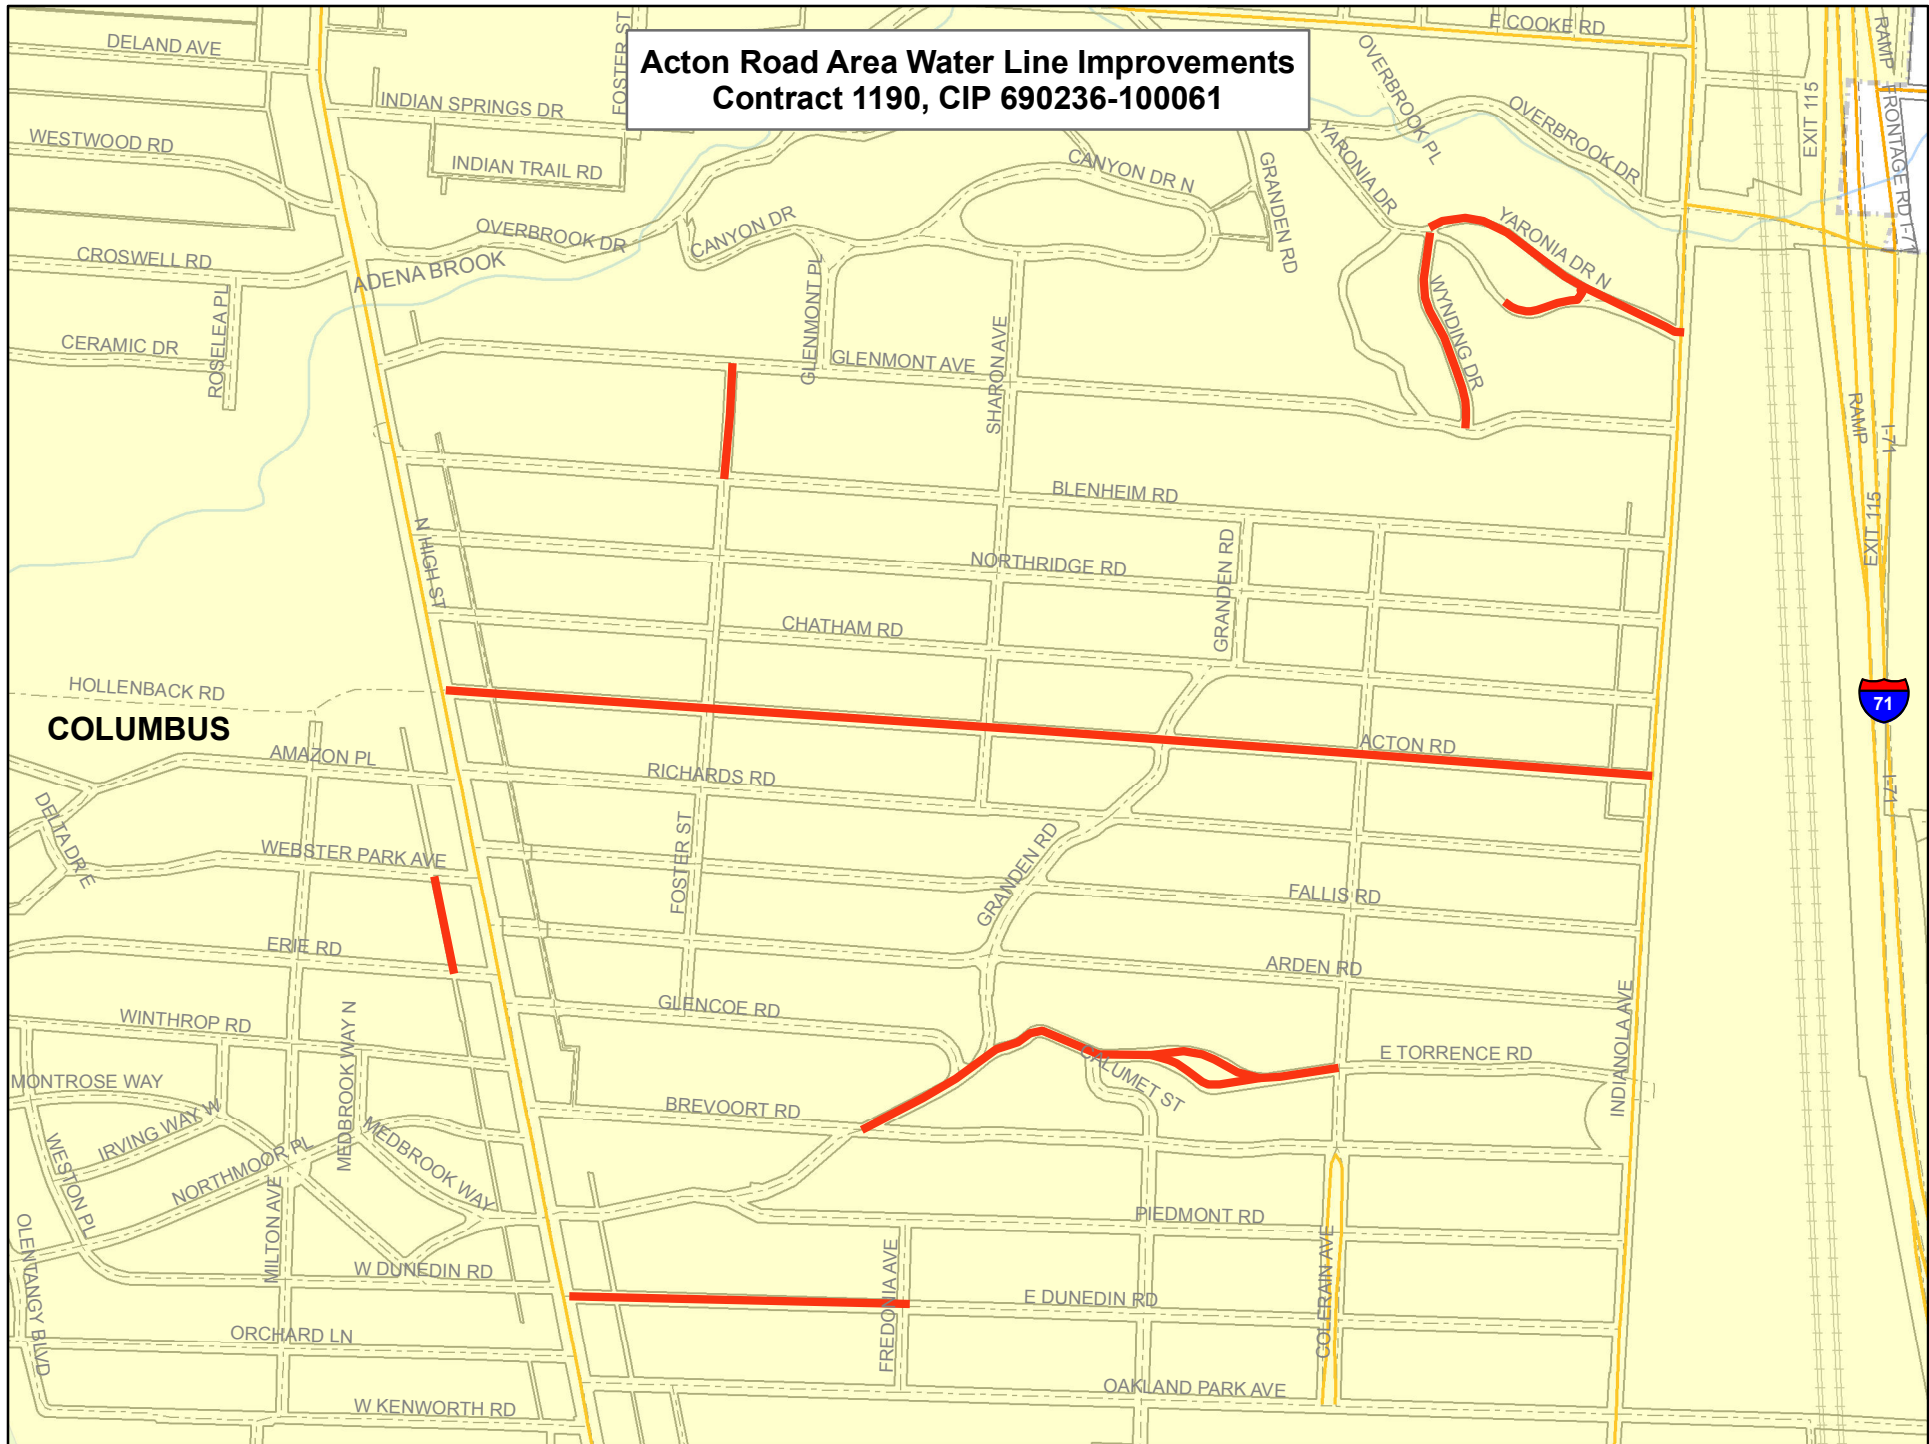 Acton Road Area Water Line Improvements
Contract 1190, CIP 690236-100061
E COOKE RD
RAMP
DELAND AVE
FOSTER ST
OVERBROOK PL
EXIT 115
FRONTAGE RD I-71
INDIAN SPRINGS DR
OVERBROOK DR
WESTWOOD RD
YARONIA DR
INDIAN TRAIL RD
CANYON DR N
GRANDEN RD
OVERBROOK DR
CANYON DR
YARONIA DR N
CROSWELL RD
ADENA BROOK
ROSELEA PL
GLENMONT PL
WYNDING DR
CERAMIC DR
GLENMONT AVE
SHARON AVE
RAMP
I-71
BLENHEIM RD
EXIT 115
N HIGH ST
NORTHRIDGE RD
GRANDEN RD
CHATHAM RD
HOLLENBACK RD
71
COLUMBUS
ACTON RD
AMAZON PL
RICHARDS RD
I-71
DELTA DR E
WEBSTER PARK AVE
FOSTER ST
GRANDEN RD
FALLIS RD
ERIE RD
ARDEN RD
GLENCOE RD
WINTHROP RD
MEDBROOK WAY N
INDIANOLA AVE
E TORRENCE RD
CALUMET ST
MONTROSE WAY
BREVOORT RD
IRVING WAY W
MEDBROOK WAY
WESTON PL
NORTHMOOR PL
MILTON AVE
PIEDMONT RD
OLENTANGY BLVD
W DUNEDIN RD
FREDONIA AVE
E DUNEDIN RD
COLERAIN AVE
ORCHARD LN
OAKLAND PARK AVE
W KENWORTH RD